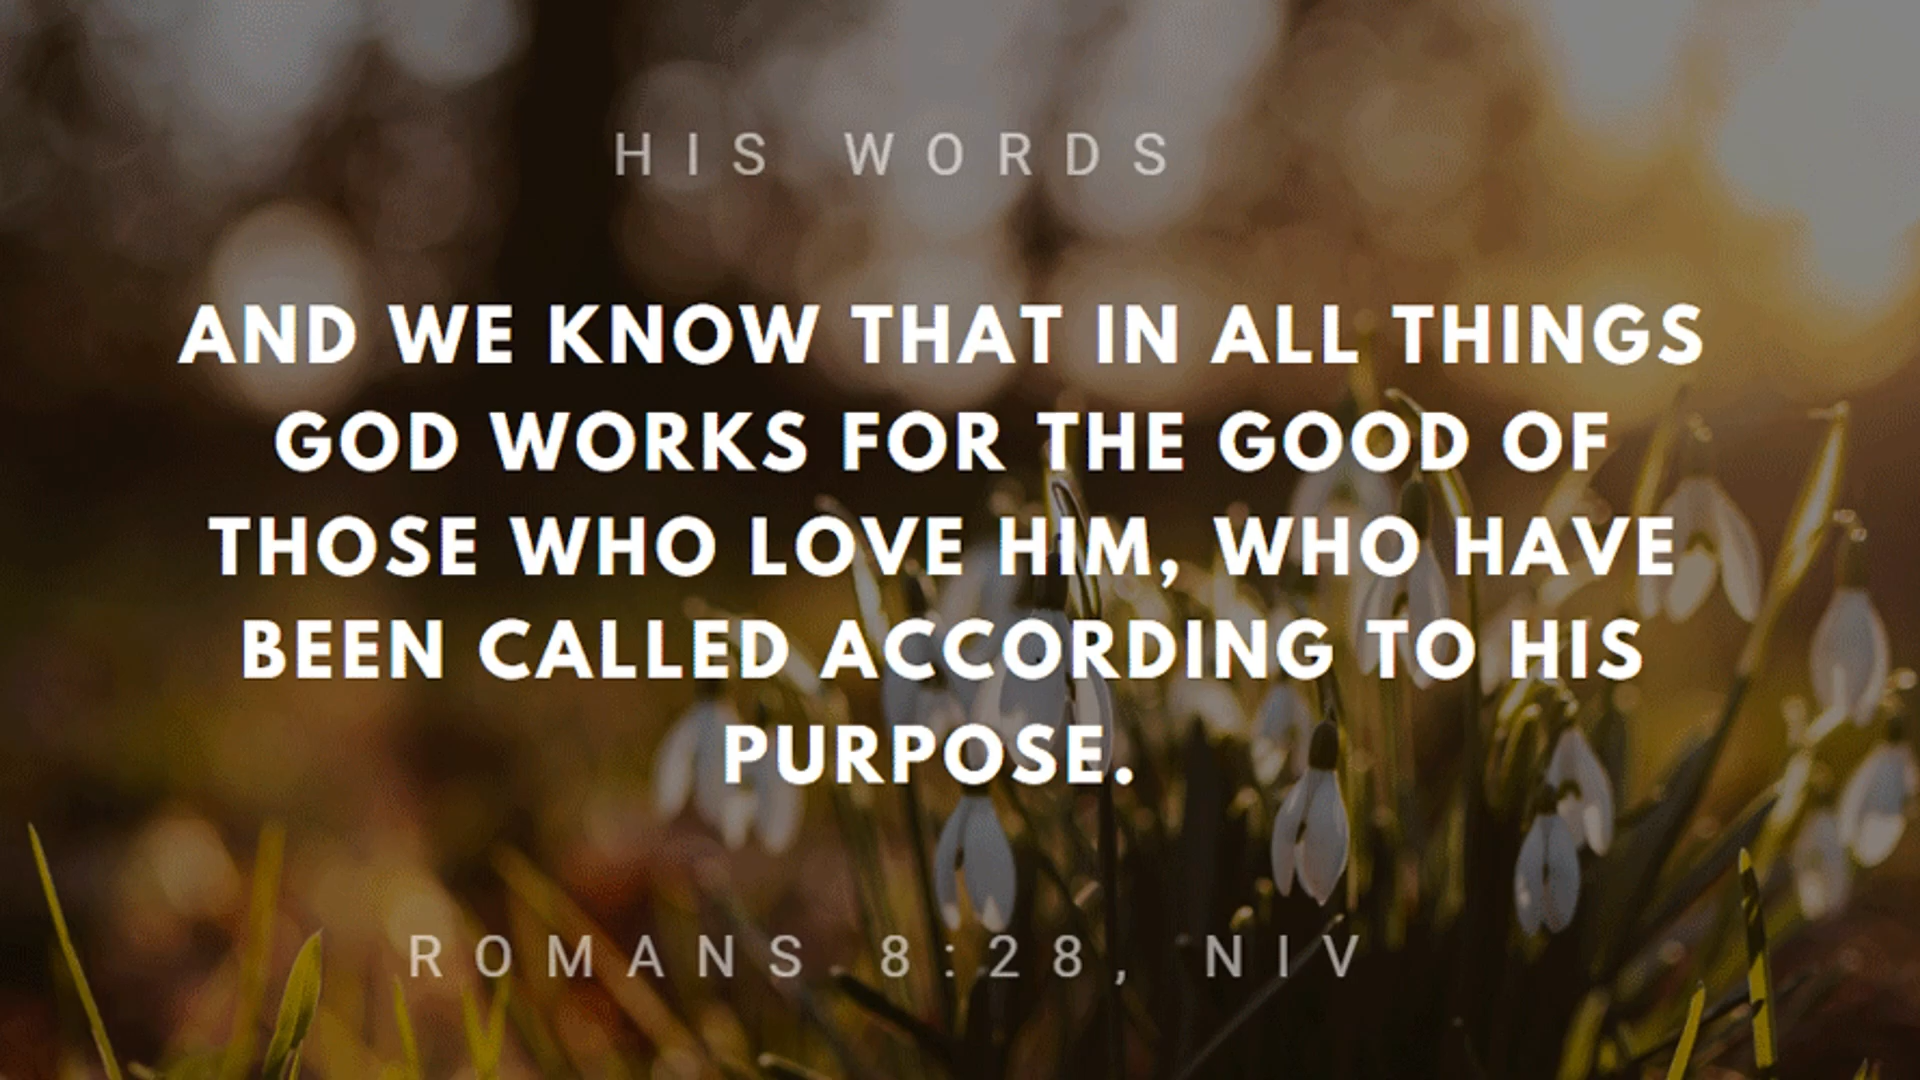 HIS WORDS
AND WE KNOW THAT IN ALL THINGS
GOD WORKS FOR THE GOOD OF
THOSE WHO LOVE HIM, WHO HAVE
BEEN CALLED ACCORDING TO HIS
PURPOSE.
ROMANS 8:28, NIV